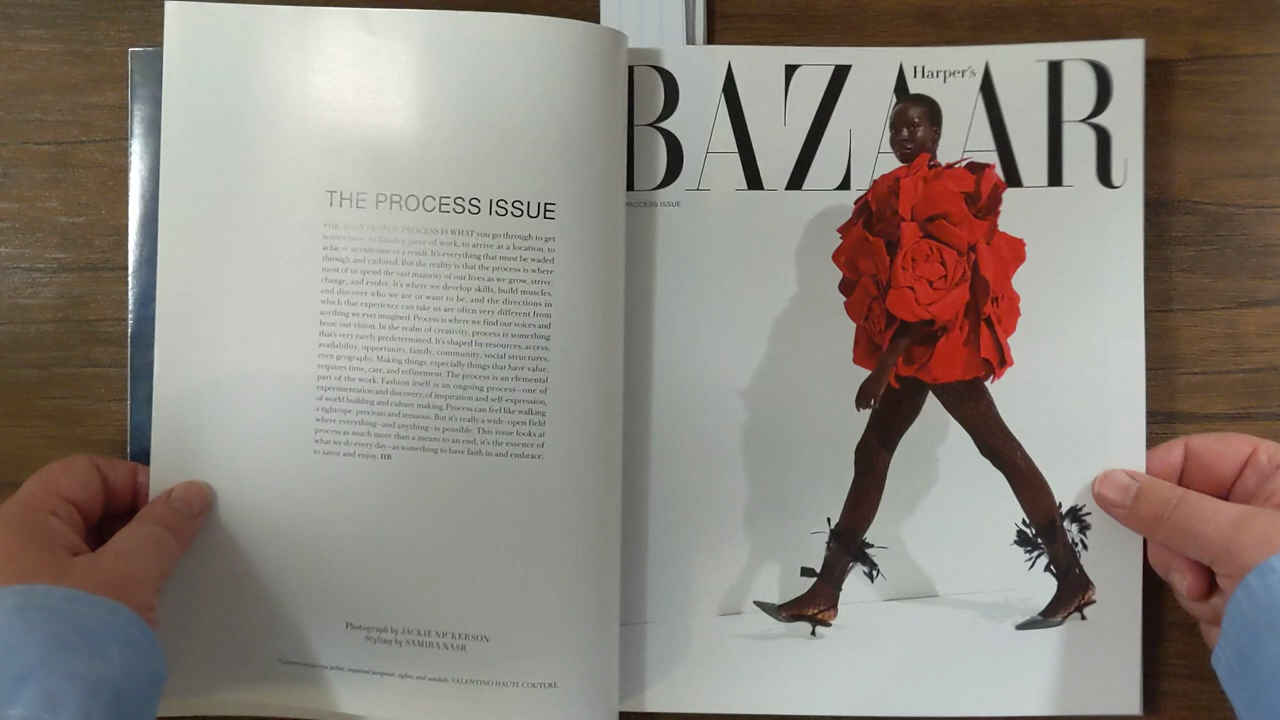 THE PROCESS ISSUE
PROCESS IS WHAT you go through to get
somewhere: to finish a piece of work, to arrive at a location, to
achieve an outcome or a result. It's everything that must be waded
through and endured. But the reality is that the process is where
most of us spend the vast majority of our lives as we grow, strive,
change, and evolve. It's where we develop skills, build muscles,
and discover who we are or want to be, and the directions in
which that experience can take us are often very different from
anything we ever imagined. Process is where we find our voices and
hone our vision. In the realm of creativity, process is something
that's very rarely predetermined. It's shaped by resources, access,
availability, opportunity, family, community, social structures,
even geography. Making things, especially things that have value,
requires time, care, and refinement. The process is an elemental
part of the work. Fashion itself is an ongoing process—one of
experimentation and discovery, of inspiration and self-expression,
of world building and culture making. Process can feel like walking
a tightrope, precious and tenuous. But it's really a wide-open field
where everything—and anything—is possible. This issue looks at
process as much more than a means to an end, it's the essence of
what we do every day—as something to have faith in and embrace,
to savor and enjoy. HB
Photograph by JACKIE NICKERSON
Styling by SAMIRA NASR
tights, and sandals, VALENTINO HAUTE COUTURE.
Harper's
BAZAAR
PROCESS ISSUE